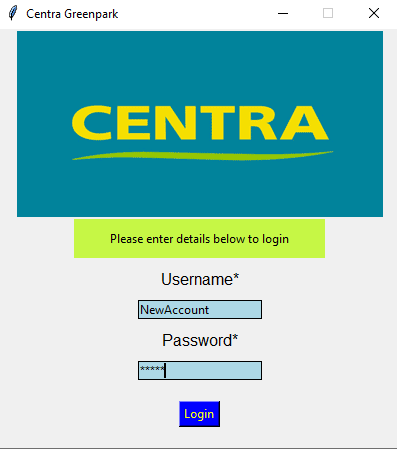 Centra Greenpark
CENTRA
Please enter details below to login
Username*
NewAccount
Password*
*****
Login